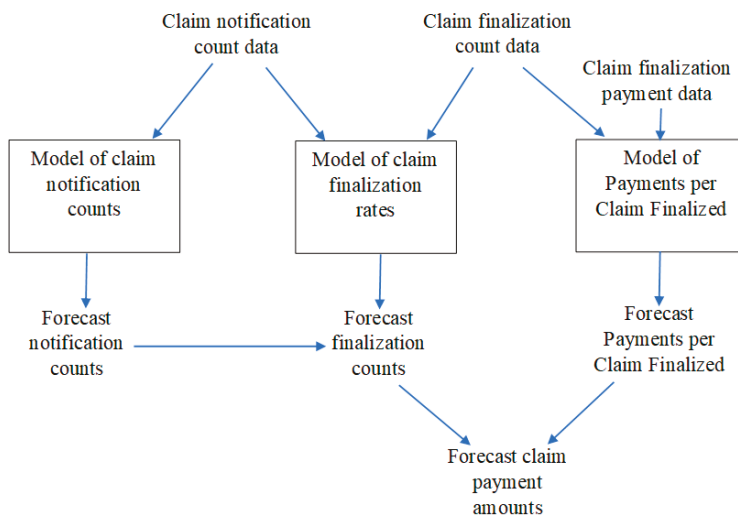 Claim notification
count data
Claim finalization
count data
Claim finalization
payment data
Model of claim
notification
counts
Model of claim
finalization
rates
Model of
Payments per
Claim Finalized
Forecast
notification
counts
Forecast
finalization
counts
Forecast
Payments per
Claim Finalized
Forecast claim
payment
amounts